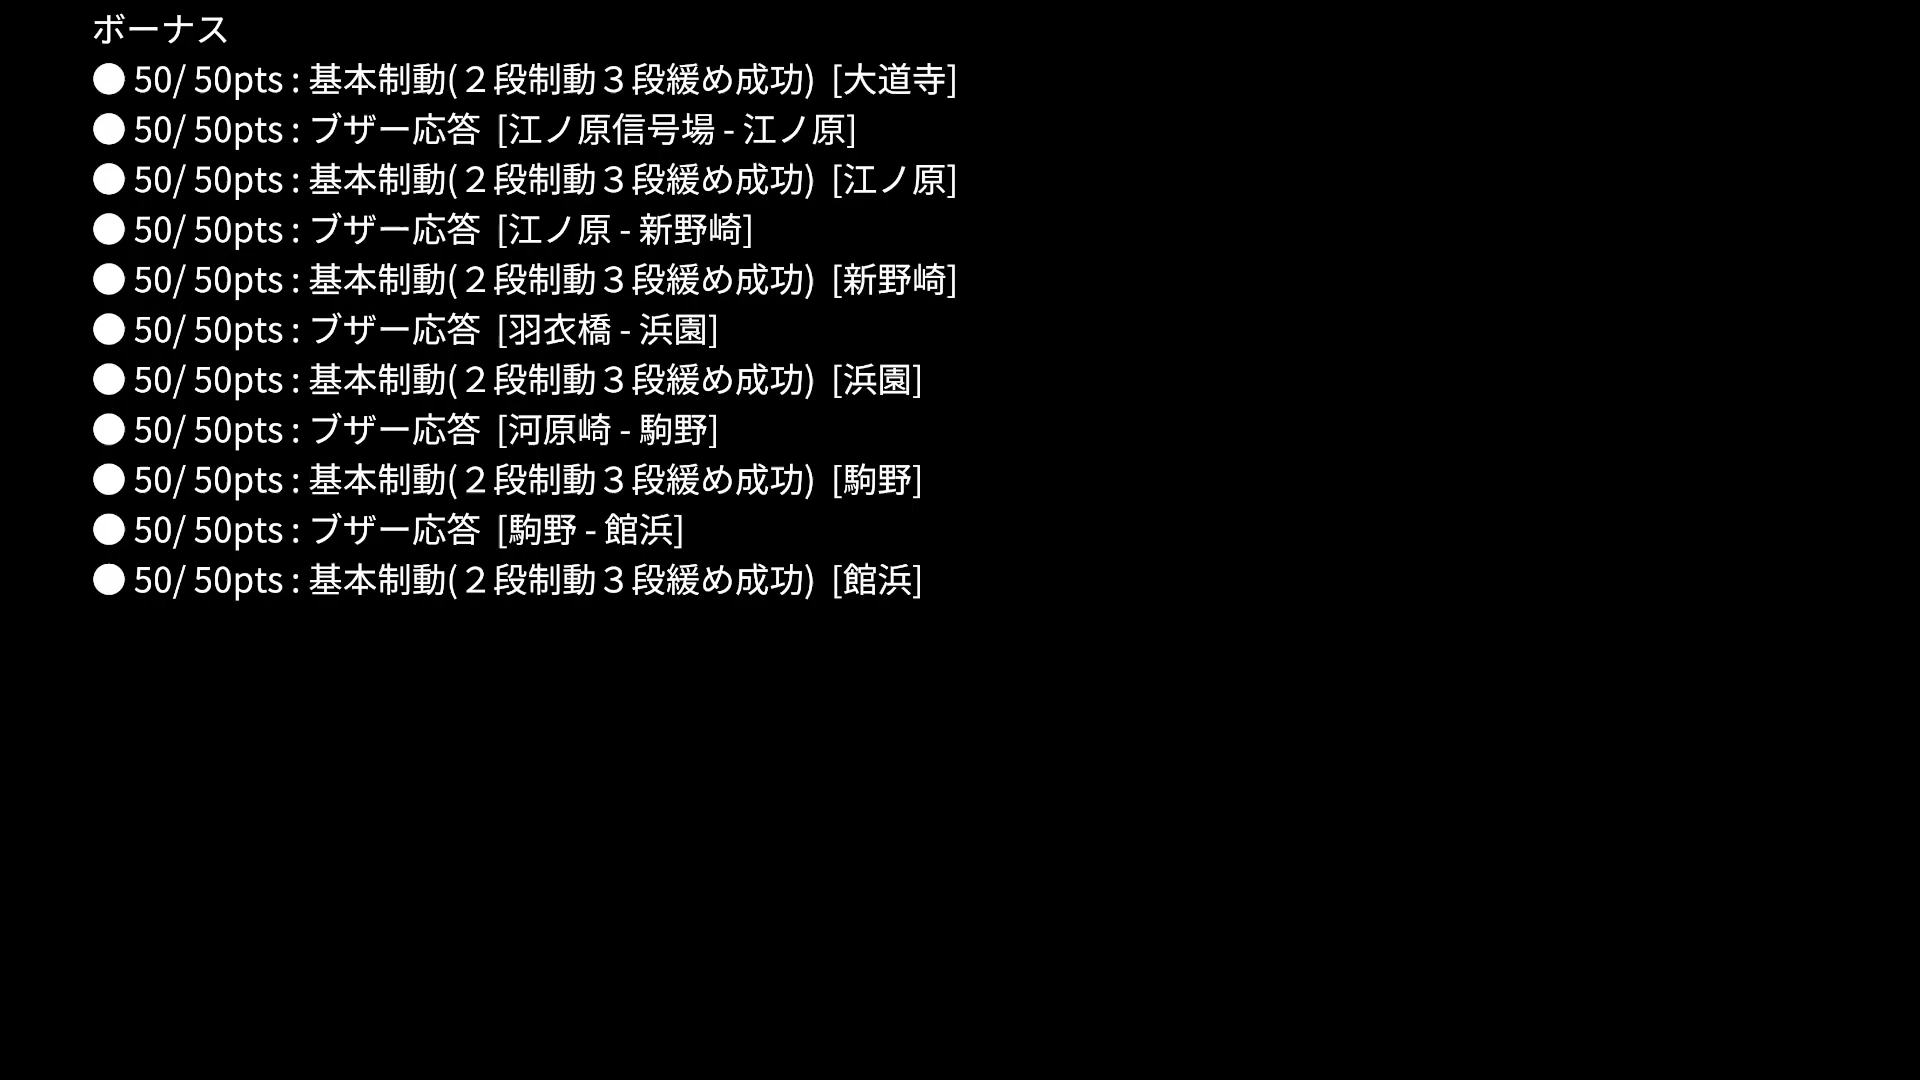 ボーナス
● 50/ 50pts : 基本制動(２段制動３段緩め成功)  [大道寺]
● 50/ 50pts : ブザー応答  [江ノ原信号場 - 江ノ原]
● 50/ 50pts : 基本制動(２段制動３段緩め成功)  [江ノ原]
● 50/ 50pts : ブザー応答  [江ノ原 - 新野崎]
● 50/ 50pts : 基本制動(２段制動３段緩め成功)  [新野崎]
● 50/ 50pts : ブザー応答  [羽衣橋 - 浜園]
● 50/ 50pts : 基本制動(２段制動３段緩め成功)  [浜園]
● 50/ 50pts : ブザー応答  [河原崎 - 駒野]
● 50/ 50pts : 基本制動(２段制動３段緩め成功)  [駒野]
● 50/ 50pts : ブザー応答  [駒野 - 館浜]
● 50/ 50pts : 基本制動(２段制動３段緩め成功)  [館浜]